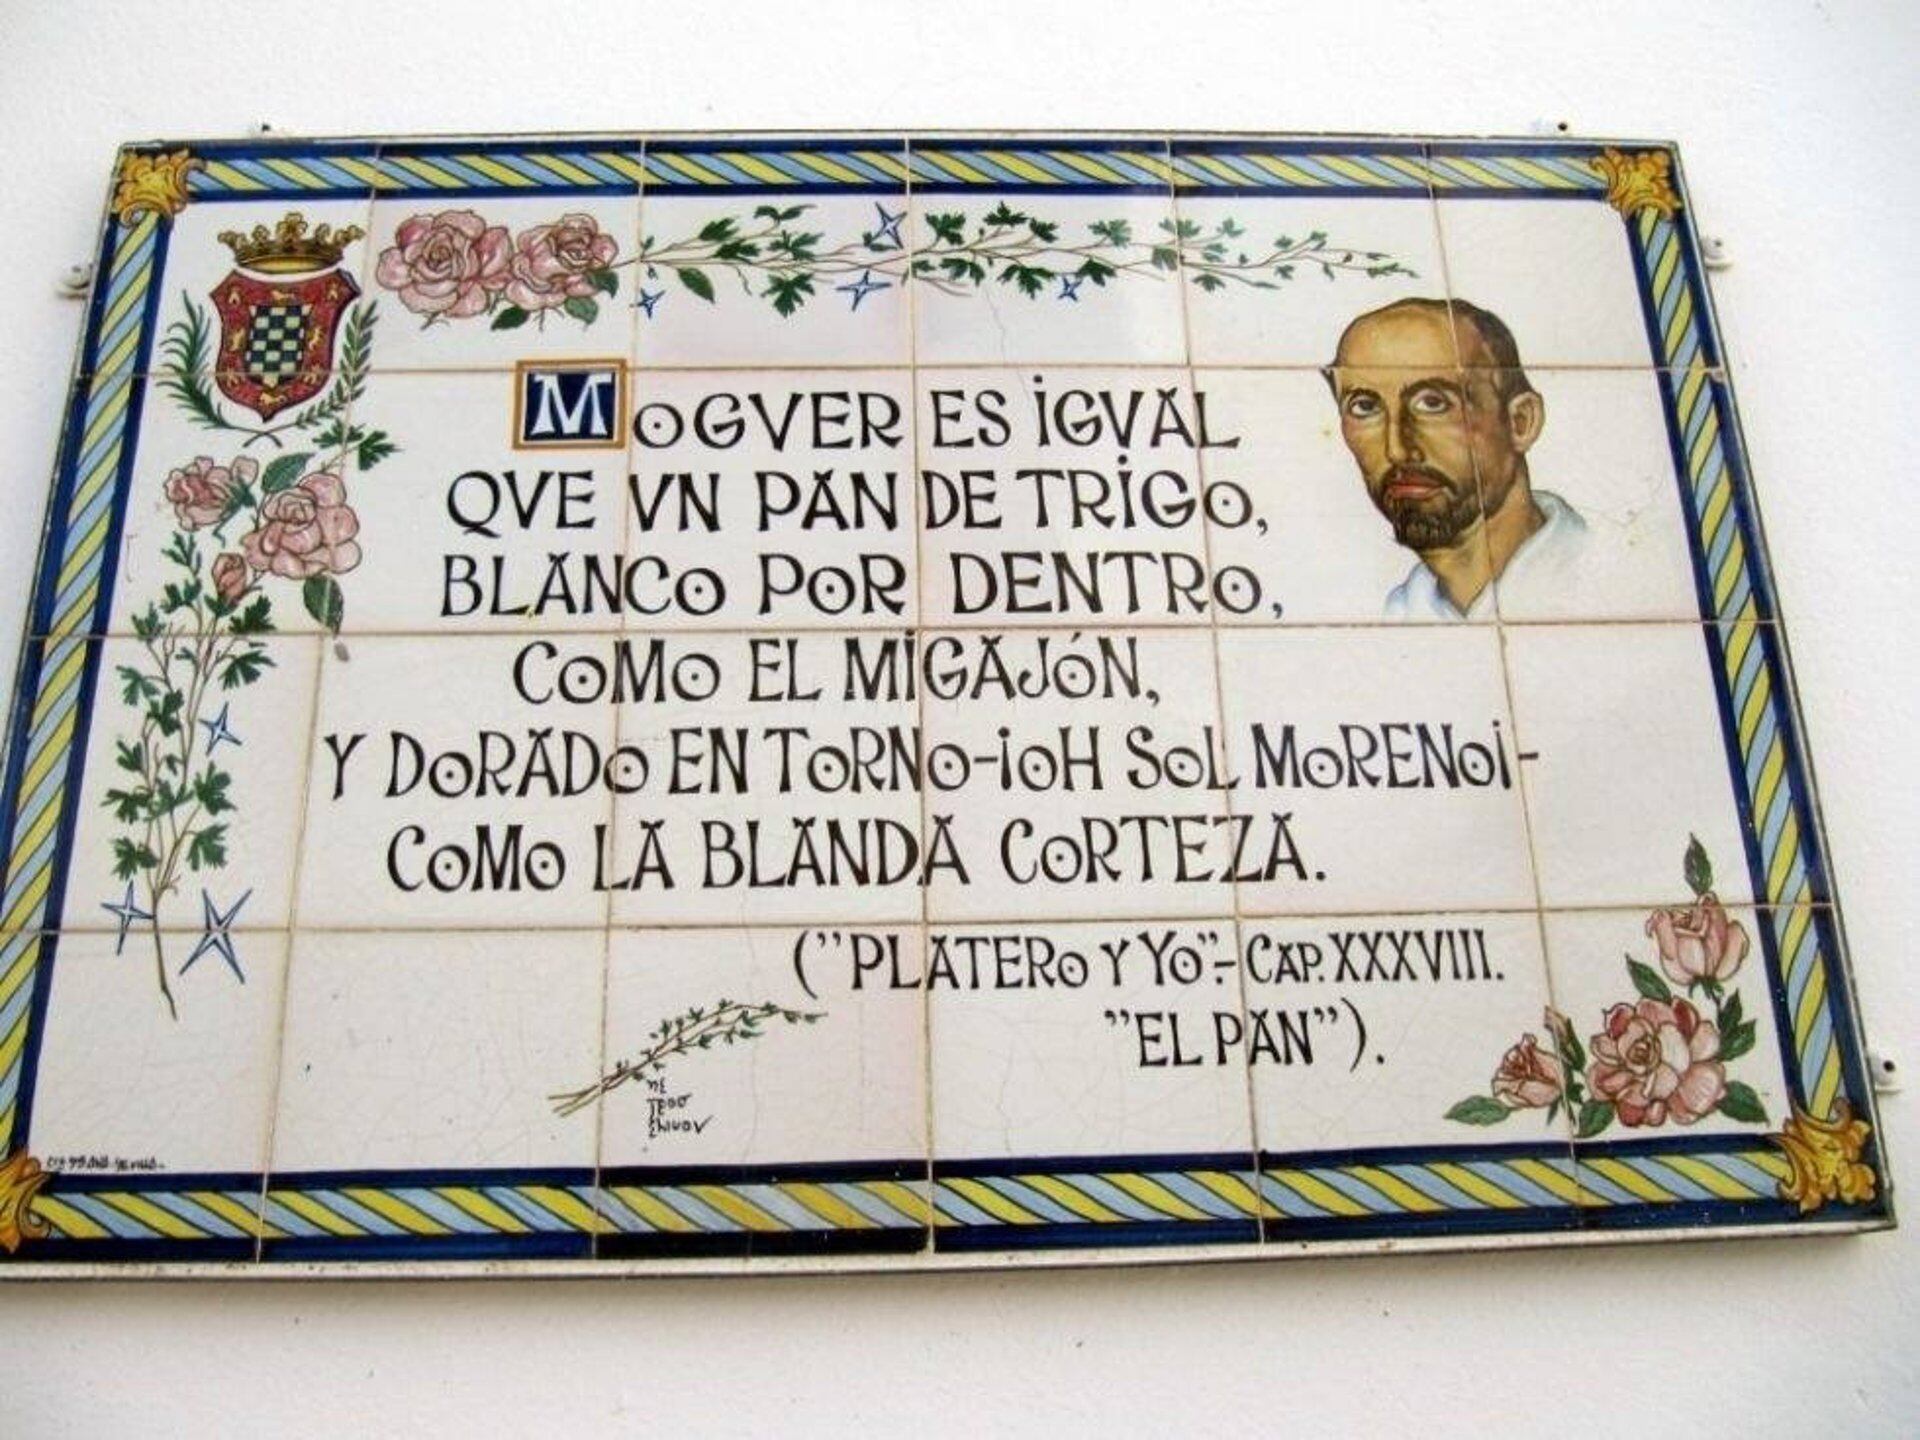 MOGVER ES IGVAL
QVE VN PAN DE TRIGO,
BLANCO POR DENTRO,
COMO EL MIGAJÓN,
Y DORADO EN TORNO-¡OH SOL MORENO¡-
COMO LA BLANDA CORTEZA.
("PLATERO Y YO".- CAP. XXXVIII.
"EL PAN").